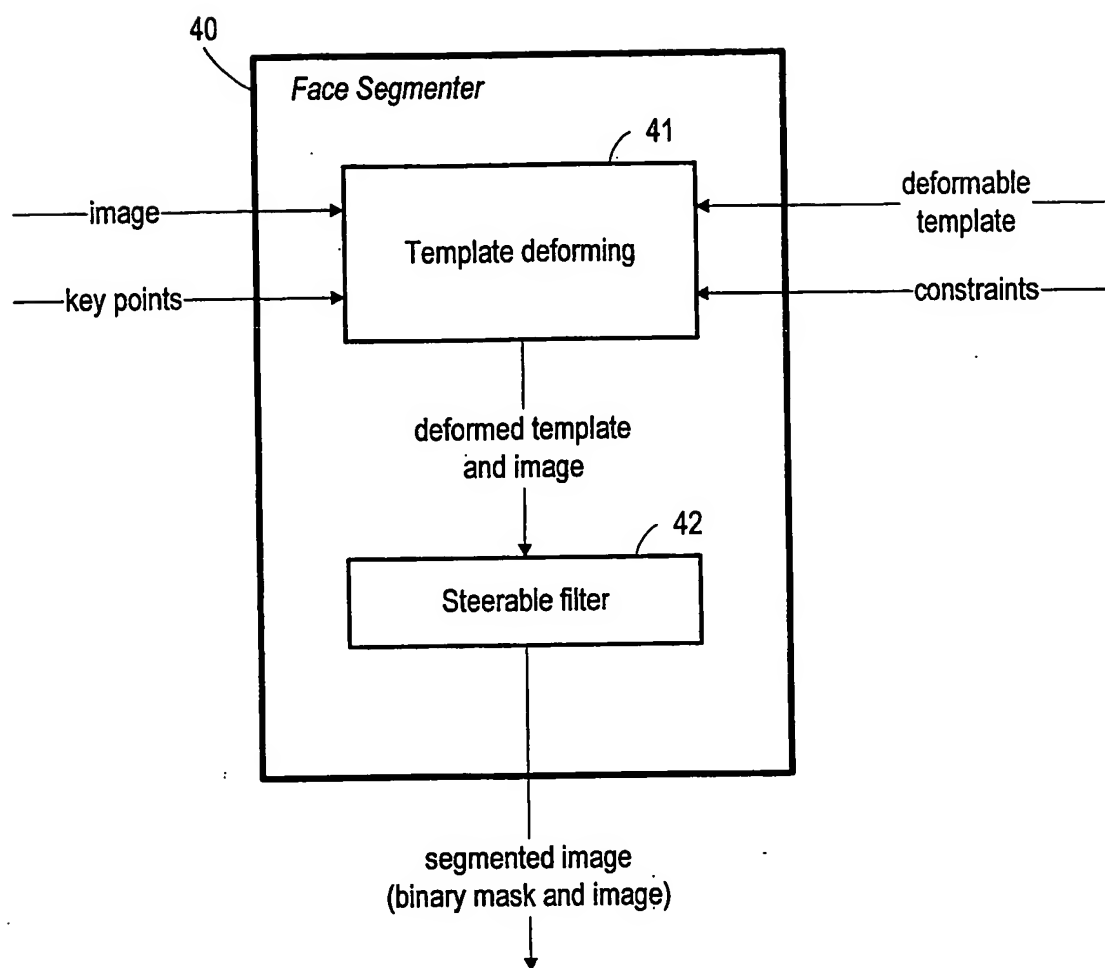 40
Face Segmenter
41
image
Template deforming
deformable
template
key points
constraints
deformed template
and image
42
Steerable filter
segmented image
(binary mask and image)